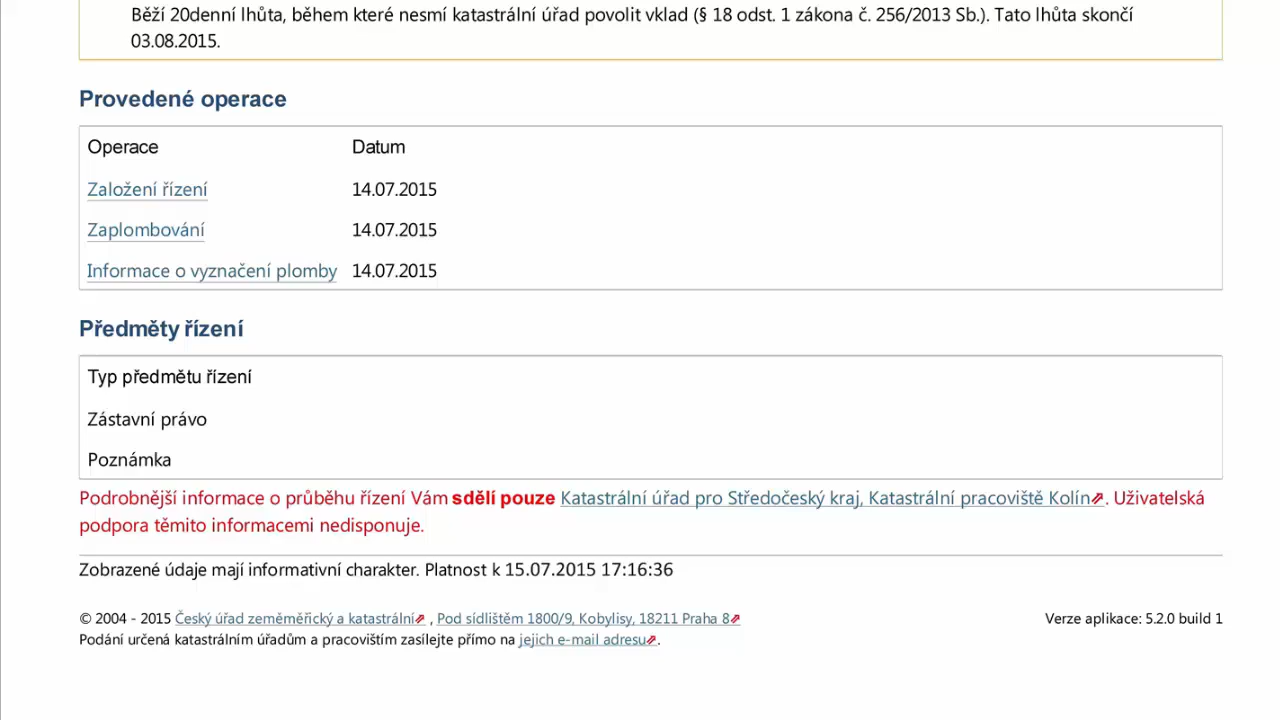 Běží 20denní lhůta, během které nesmí katastrální úřad povolit vklad (§ 18 odst. 1 zákona č. 256/2013 Sb.). Tato lhůta skončí
03.08.2015.
Provedené operace
Operace Datum
Založení řízení 14.07.2015
Zaplombování 14.07.2015
Informace o vyznačení plomby 14.07.2015
Předměty řízení
Typ předmětu řízení
Zástavní právo
Poznámka
Podrobnější informace o průběhu řízení Vám sdělí pouze Katastrální úřad pro Středočeský kraj, Katastrální pracoviště Kolín. Uživatelská
podpora těmito informacemi nedisponuje.
Zobrazené údaje mají informativní charakter. Platnost k 15.07.2015 17:16:36
© 2004 - 2015 Český úřad zeměměřický a katastrální , Pod sídlištěm 1800/9, Kobylisy, 18211 Praha 8 Verze aplikace: 5.2.0 build 1
Podání určená katastrálním úřadům a pracovištím zasílejte přímo na jejich e-mail adresu.